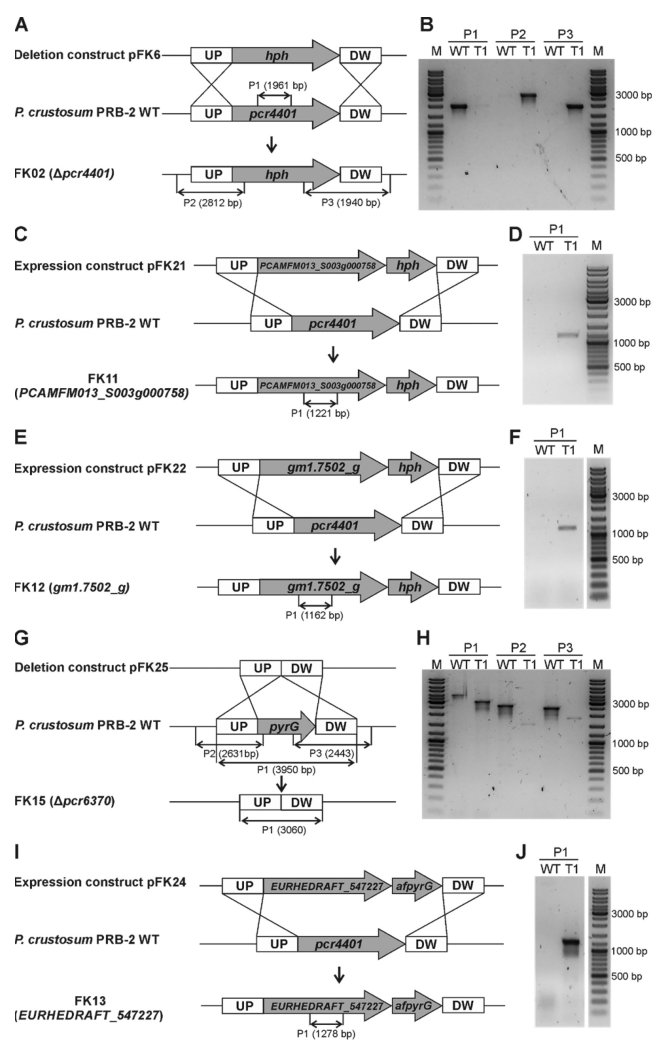 A
Deletion construct pFK6
UP hph DW
P1 (1961 bp)
P. crustosum PRB-2 WT
UP pcr4401 DW
FK02 (Δpcr4401)
UP hph DW
P2 (2812 bp) P3 (1940 bp)
B
P1 P2 P3
M WT T1 WT T1 WT T1 M
3000 bp
1000 bp
500 bp
C
Expression construct pFK21
UP PCAMFM013_S003g000758 hph DW
P. crustosum PRB-2 WT
UP pcr4401 DW
FK11
(PCAMFM013_S003g000758)
UP PCAMFM013_S003g000758 hph DW
P1 (1221 bp)
D
P1
WT T1 M
3000 bp
1000 bp
500 bp
E
Expression construct pFK22
UP gm1.7502_g hph DW
P. crustosum PRB-2 WT
UP pcr4401 DW
FK12 (gm1.7502_g)
UP gm1.7502_g hph DW
P1 (1162 bp)
F
P1
WT T1 M
3000 bp
1000 bp
500 bp
G
Deletion construct pFK25
UP DW
P. crustosum PRB-2 WT
UP pyrG DW
P2 (2631bp) P3 (2443)
P1 (3950 bp)
FK15 (Δpcr6370)
UP DW
P1 (3060)
H
P1 P2 P3
M WT T1 WT T1 WT T1 M
3000 bp
1000 bp
500 bp
I
Expression construct pFK24
UP EURHEDRAFT_547227 afpyrG DW
P. crustosum PRB-2 WT
UP pcr4401 DW
FK13
(EURHEDRAFT_547227)
UP EURHEDRAFT_547227 afpyrG DW
P1 (1278 bp)
J
P1
WT T1 M
3000 bp
1000 bp
500 bp